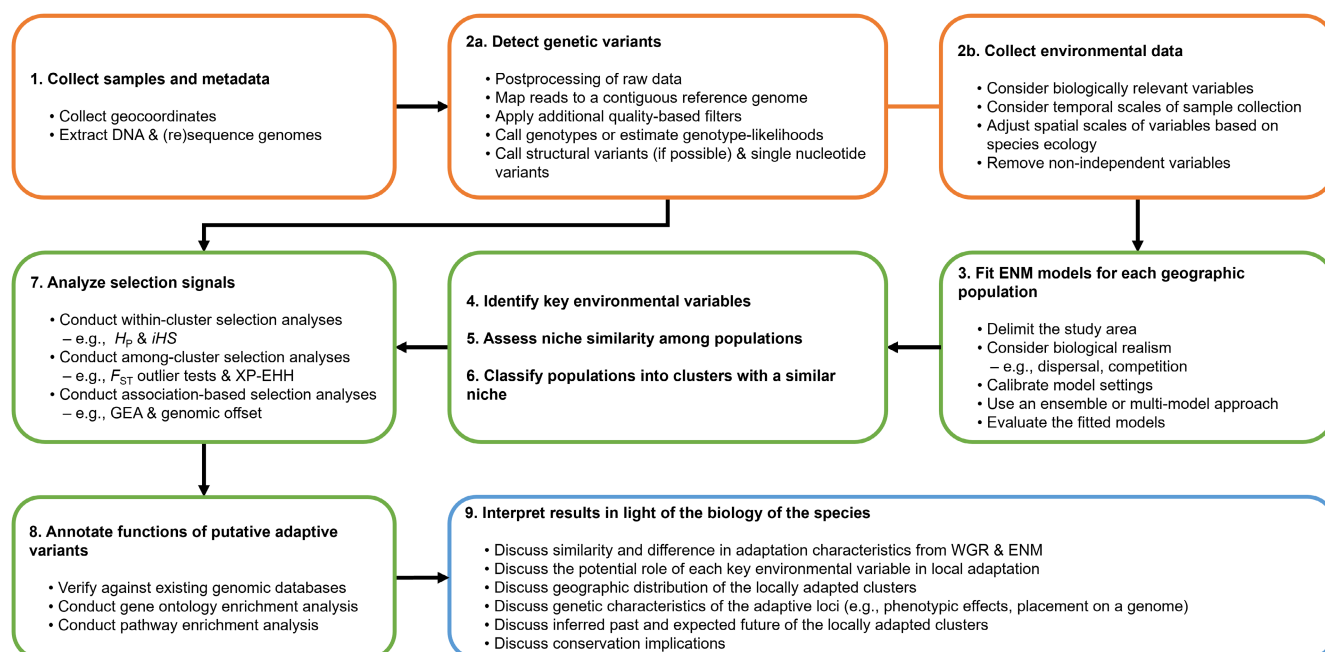 1. Collect samples and metadata
• Collect geocoordinates
• Extract DNA & (re)sequence genomes
2a. Detect genetic variants
• Postprocessing of raw data
• Map reads to a contiguous reference genome
• Apply additional quality-based filters
• Call genotypes or estimate genotype-likelihoods
• Call structural variants (if possible) & single nucleotide
variants
2b. Collect environmental data
• Consider biologically relevant variables
• Consider temporal scales of sample collection
• Adjust spatial scales of variables based on
species ecology
• Remove non-independent variables
3. Fit ENM models for each geographic
population
• Delimit the study area
• Consider biological realism
– e.g., dispersal, competition
• Calibrate model settings
• Use an ensemble or multi-model approach
• Evaluate the fitted models
4. Identify key environmental variables
5. Assess niche similarity among populations
6. Classify populations into clusters with a similar
niche
7. Analyze selection signals
• Conduct within-cluster selection analyses
– e.g., HP & iHS
• Conduct among-cluster selection analyses
– e.g., FST outlier tests & XP-EHH
• Conduct association-based selection analyses
– e.g., GEA & genomic offset
8. Annotate functions of putative adaptive
variants
• Verify against existing genomic databases
• Conduct gene ontology enrichment analysis
• Conduct pathway enrichment analysis
9. Interpret results in light of the biology of the species
• Discuss similarity and difference in adaptation characteristics from WGR & ENM
• Discuss the potential role of each key environmental variable in local adaptation
• Discuss geographic distribution of the locally adapted clusters
• Discuss genetic characteristics of the adaptive loci (e.g., phenotypic effects, placement on a genome)
• Discuss inferred past and expected future of the locally adapted clusters
• Discuss conservation implications